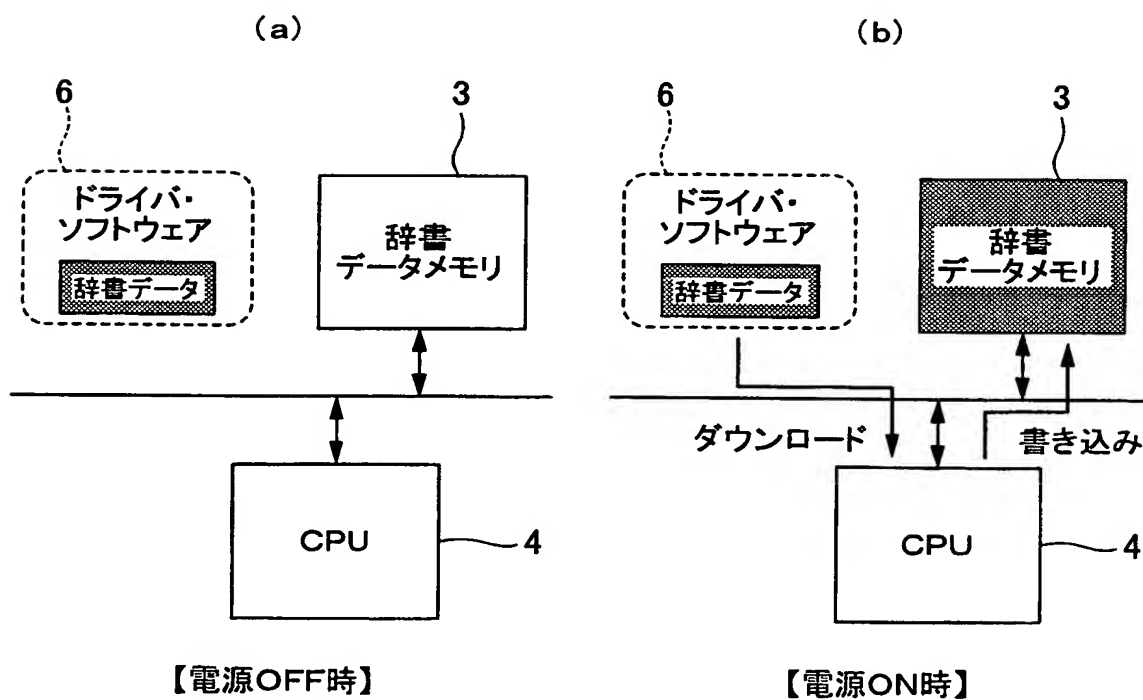 (a)
6
3
ドライバ・
ソフトウェア
辞書データ
辞書
データメモリ
CPU
4
【電源OFF時】
(b)
6
3
ドライバ・
ソフトウェア
辞書データ
辞書
データメモリ
ダウンロード
書き込み
CPU
4
【電源ON時】